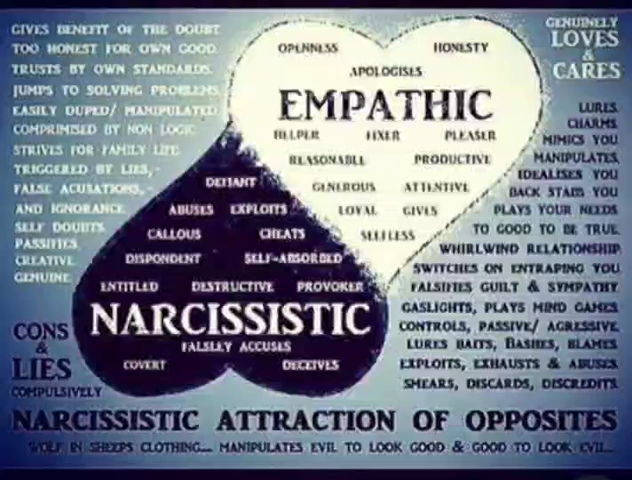 GIVES BENEFIT OF THE DOUBT
TOO HONEST FOR OWN GOOD.
TRUSTS BY OWN STANDARDS.
JUMPS TO SOLVING PROBLEMS.
EASILY DUPED/ MANIPULATED.
COMPRIMISED BY NON LOGIC.
STRIVES FOR FAMILY LIFE.
TRIGGERED BY LIES,-
FALSE ACUSATIONS,-
AND IGNORANCE.
SELF DOUBTS.
PASSITIES.
CREATIVE.
GENUINE.
OPENNESS
HONESTY
APOLOGISES
EMPATHIC
HELPER FIXER PLEASER
REASONABLE PRODUCTIVE
GENEROUS ATTENTIVE
LOYAL GIVES
SELFLESS
GENUINELY
LOVES
&
CARES
LURES.
CHARMS.
MIMICS YOU.
MANIPULATES.
IDEALISES YOU.
BACK STABS YOU.
PLAYS YOUR NEEDS.
TO GOOD TO BE TRUE.
WHIRLWIND RELATIONSHIP.
SWITCHES ON ENTRAPING YOU.
FALSIFIES GUILT & SYMPATHY.
GASLIGHTS, PLAYS MIND GAMES.
CONTROLS, PASSIVE/ AGRESSIVE.
LURES BAITS, BASHES, BLAMES.
EXPLOITS, EXHAUSTS & ABUSES.
SMEARS, DISCARDS, DISCREDITS.
DEFIANT
ABUSES EXPLOITS
CALLOUS CHEATS
DISPONDENT SELF-ABSORBED
ENTITLED DESTRUCTIVE PROVOKER
NARCISSISTIC
FALSLEY ACCUSES
COVERT DECEIVES
CONS
&
LIES
COMPULSIVELY
NARCISSISTIC ATTRACTION OF OPPOSITES
WOLF IN SHEEPS CLOTHING... MANIPULATES EVIL TO LOOK GOOD & GOOD TO LOOK EVIL...